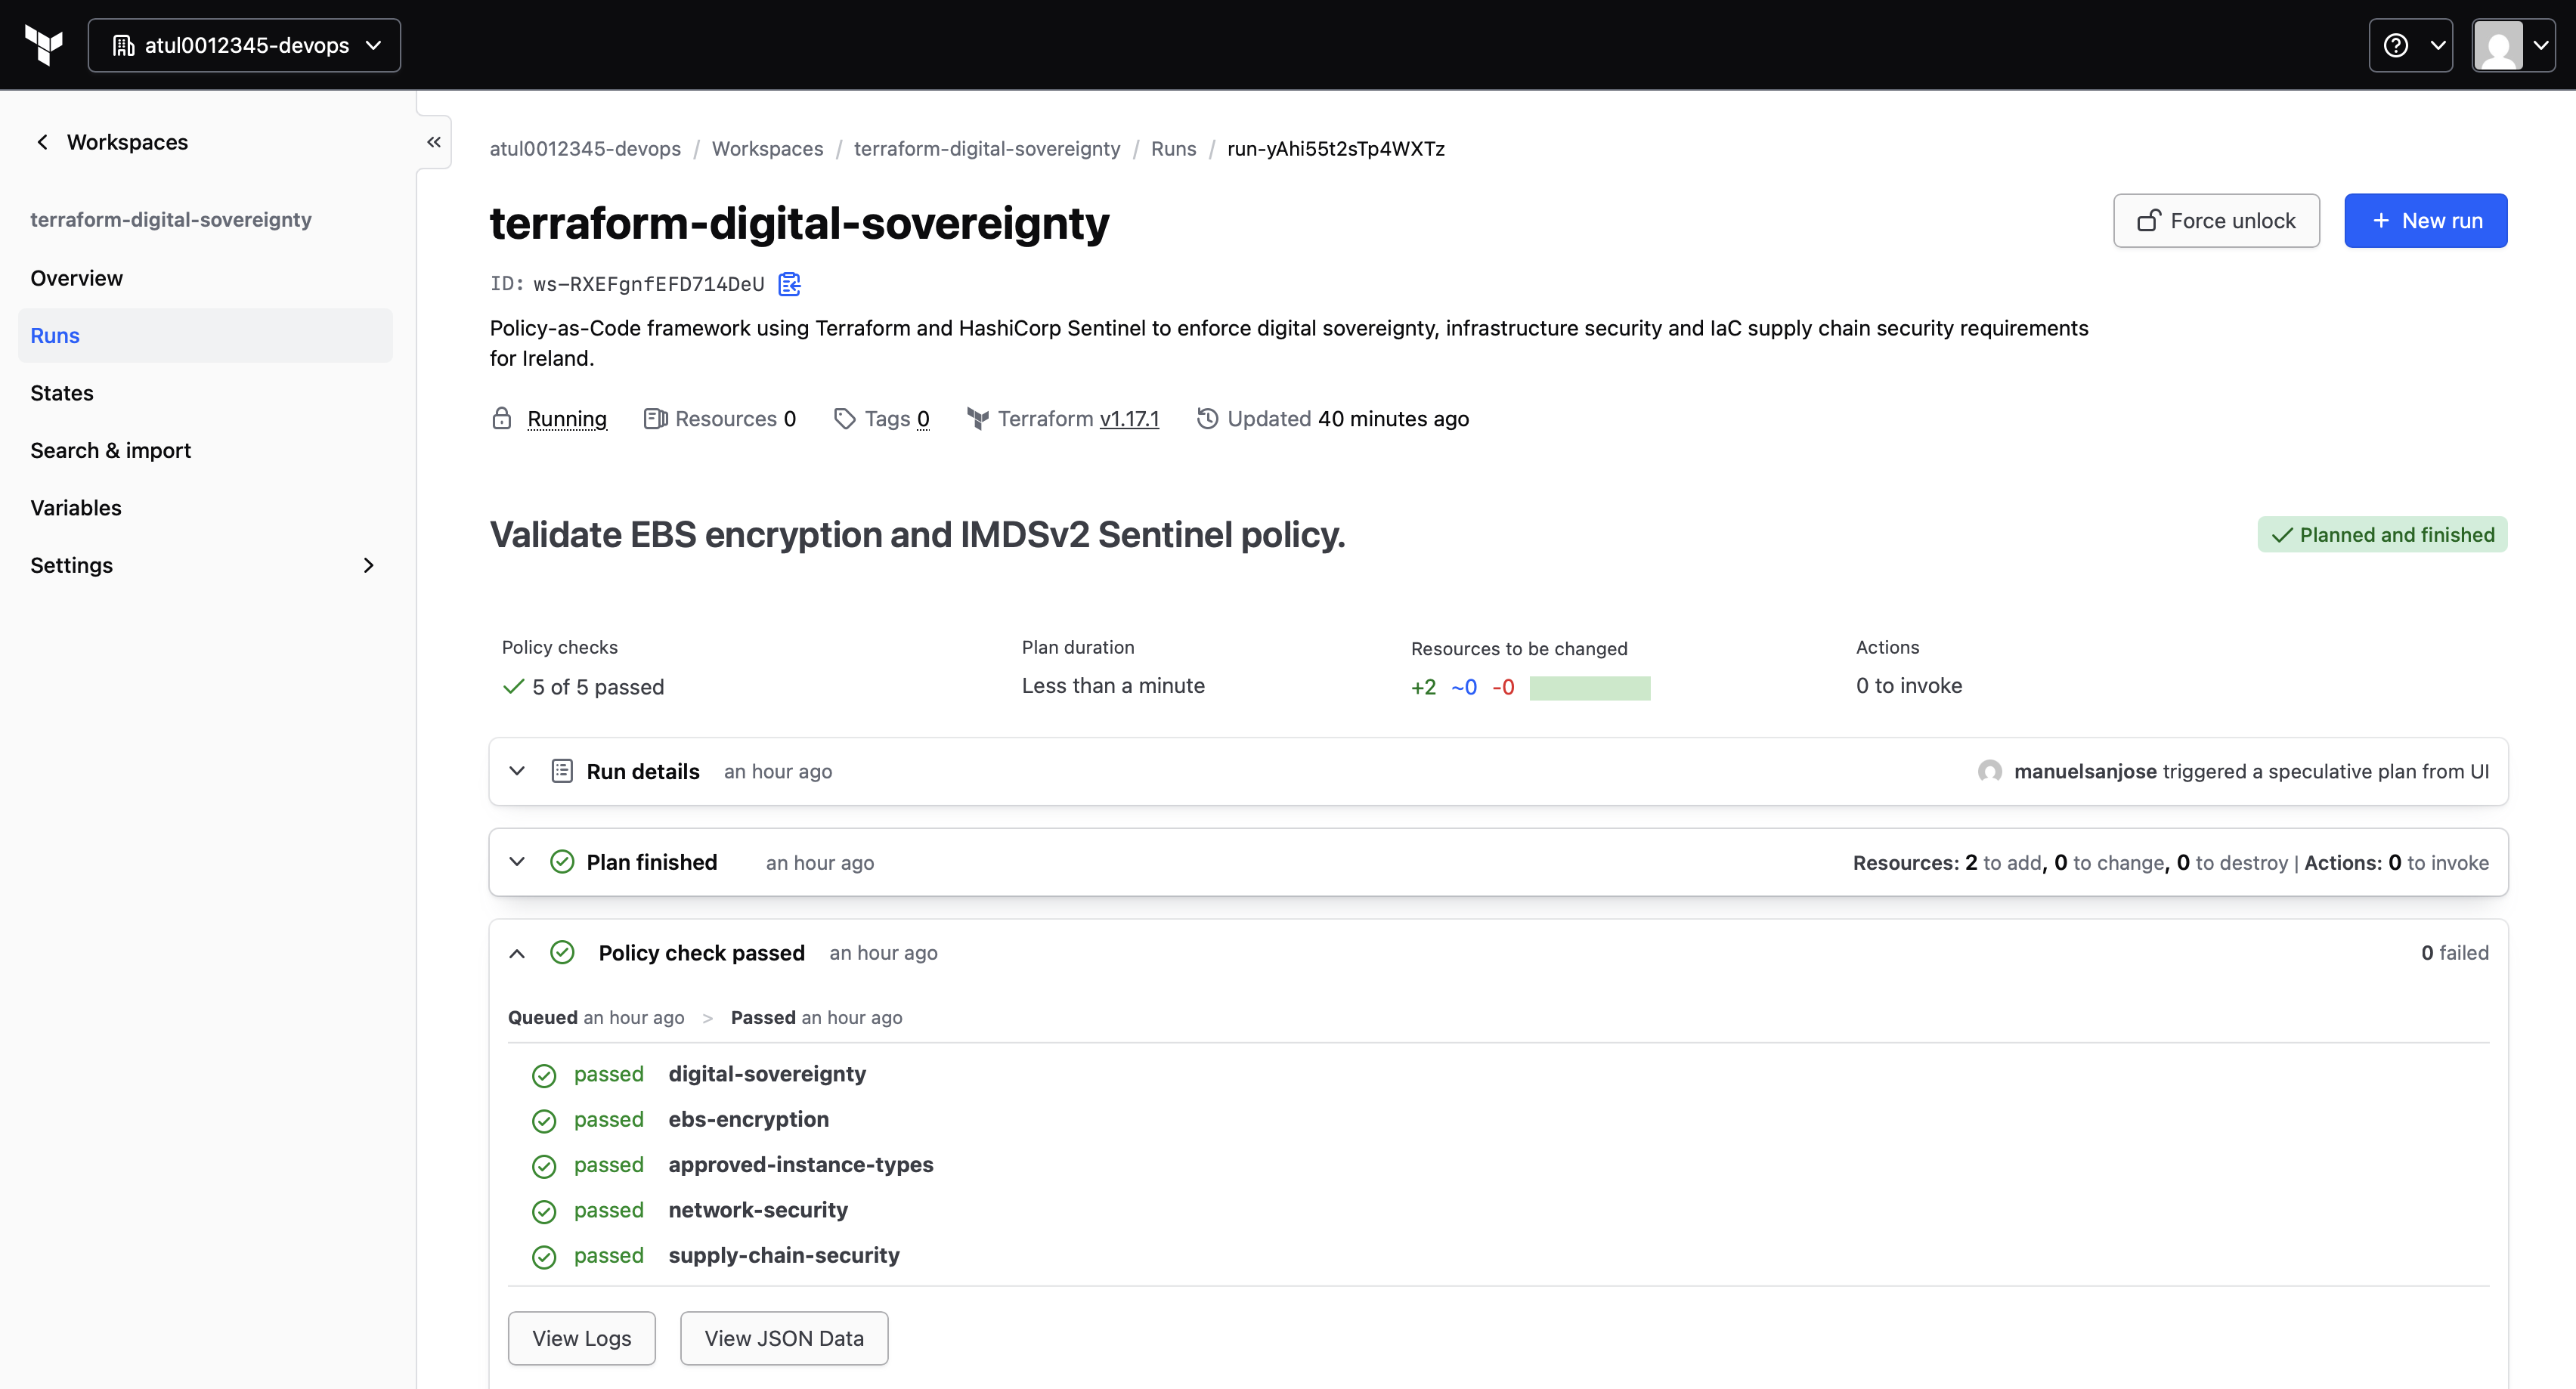 atul0012345-devops
Workspaces
terraform-digital-sovereignty
Overview
Runs
States
Search & import
Variables
Settings
atul0012345-devops / Workspaces / terraform-digital-sovereignty / Runs / run-yAhi55t2sTp4WXTz
terraform-digital-sovereignty
Force unlock
+ New run
ID: ws-RXEFgnfEFD714DeU
Policy-as-Code framework using Terraform and HashiCorp Sentinel to enforce digital sovereignty, infrastructure security and IaC supply chain security requirements
for Ireland.
Running Resources 0 Tags 0 Terraform v1.17.1 Updated 40 minutes ago
Validate EBS encryption and IMDSv2 Sentinel policy.
Planned and finished
Policy checks Plan duration Resources to be changed Actions
5 of 5 passed Less than a minute +2 ~0 -0 0 to invoke
Run details an hour ago manuelsanjose triggered a speculative plan from UI
Plan finished an hour ago Resources: 2 to add, 0 to change, 0 to destroy | Actions: 0 to invoke
Policy check passed an hour ago 0 failed
Queued an hour ago > Passed an hour ago
passed digital-sovereignty
passed ebs-encryption
passed approved-instance-types
passed network-security
passed supply-chain-security
View Logs View JSON Data